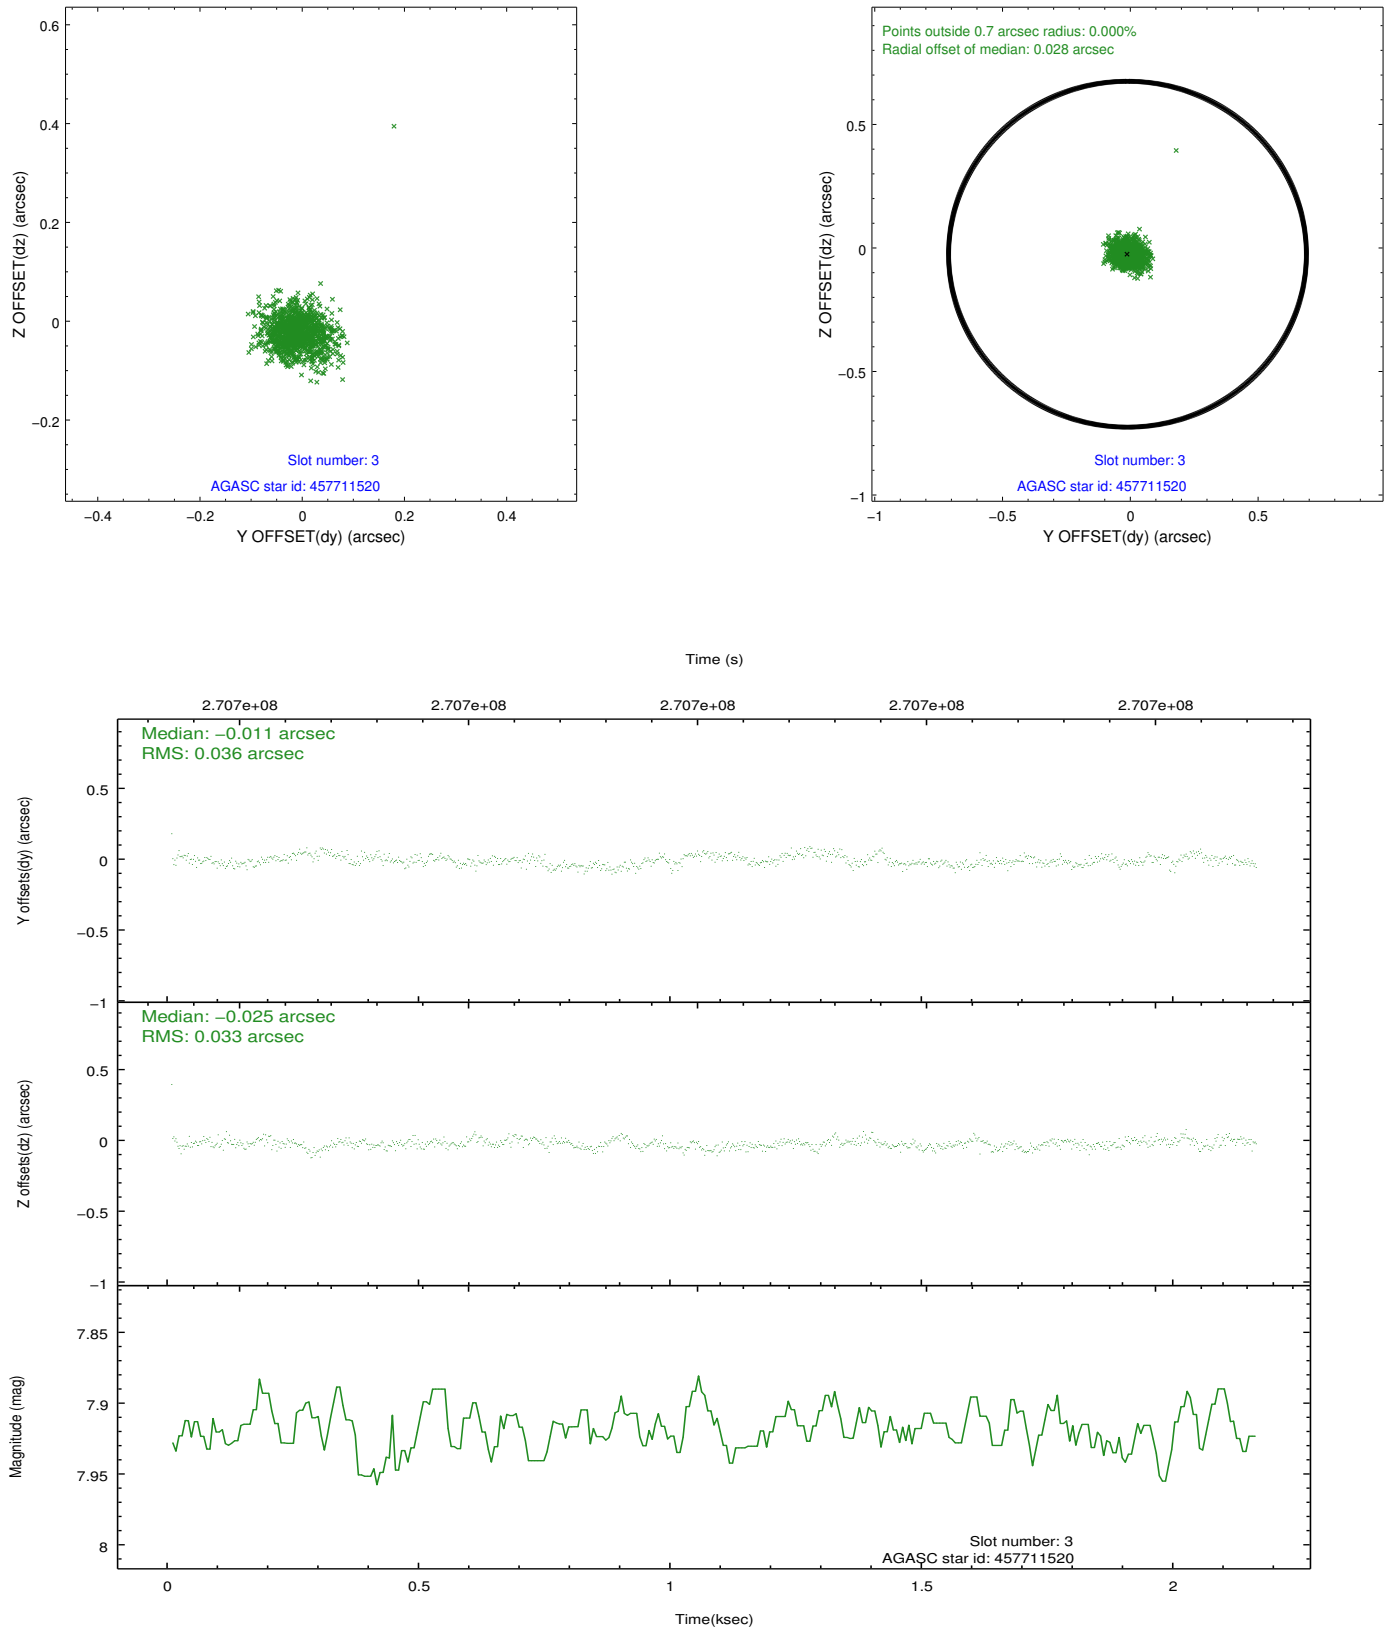 0.6
0.4
0.2
0
−0.2
Z OFFSET(dz) (arcsec)
Slot number: 3
AGASC star id: 457711520
−0.4 −0.2 0 0.2 0.4
Y OFFSET(dy) (arcsec)
Points outside 0.7 arcsec radius: 0.000%
Radial offset of median: 0.028 arcsec
0.5
0
−0.5
−1
Z OFFSET(dz) (arcsec)
Slot number: 3
AGASC star id: 457711520
−1 −0.5 0 0.5
Y OFFSET(dy) (arcsec)
Time (s)
2.707e+08 2.707e+08 2.707e+08 2.707e+08 2.707e+08
Median: −0.011 arcsec
RMS: 0.036 arcsec
0.5
0
−0.5
−1
Y offsets(dy) (arcsec)
Median: −0.025 arcsec
RMS: 0.033 arcsec
0.5
0
−0.5
−1
Z offsets(dz) (arcsec)
7.85
7.9
7.95
8
Magnitude (mag)
Slot number: 3
AGASC star id: 457711520
0 0.5 1 1.5 2
Time(ksec)